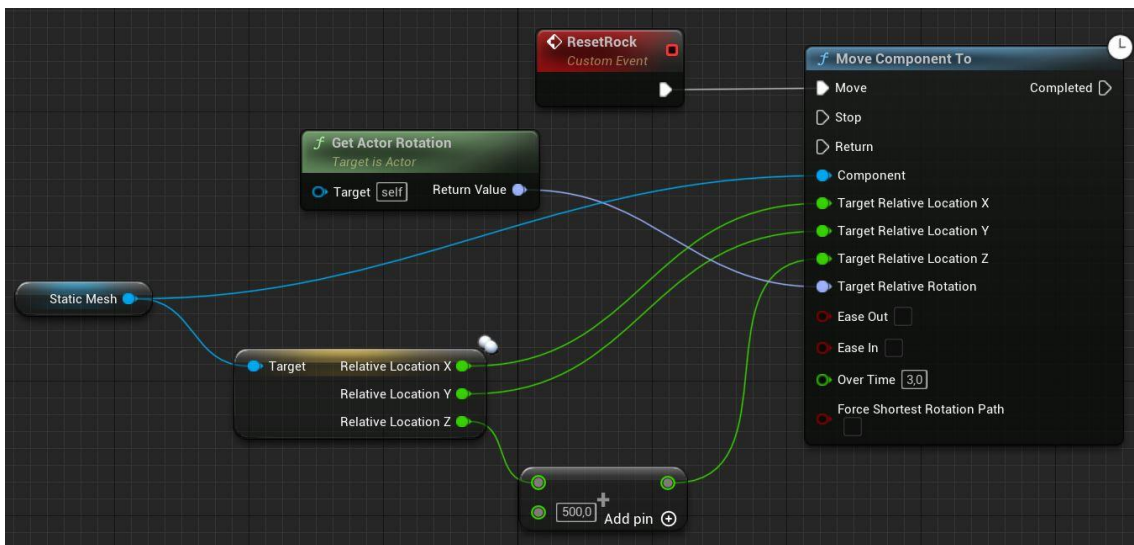 ResetRock
Custom Event
f Move Component To
Move
Completed
Stop
Return
f Get Actor Rotation
Target is Actor
Target self
Return Value
Component
Target Relative Location X
Target Relative Location Y
Target Relative Location Z
Target Relative Rotation
Static Mesh
Ease Out
Ease In
Target
Relative Location X
Relative Location Y
Relative Location Z
Over Time 3,0
Force Shortest Rotation Path
500,0
Add pin